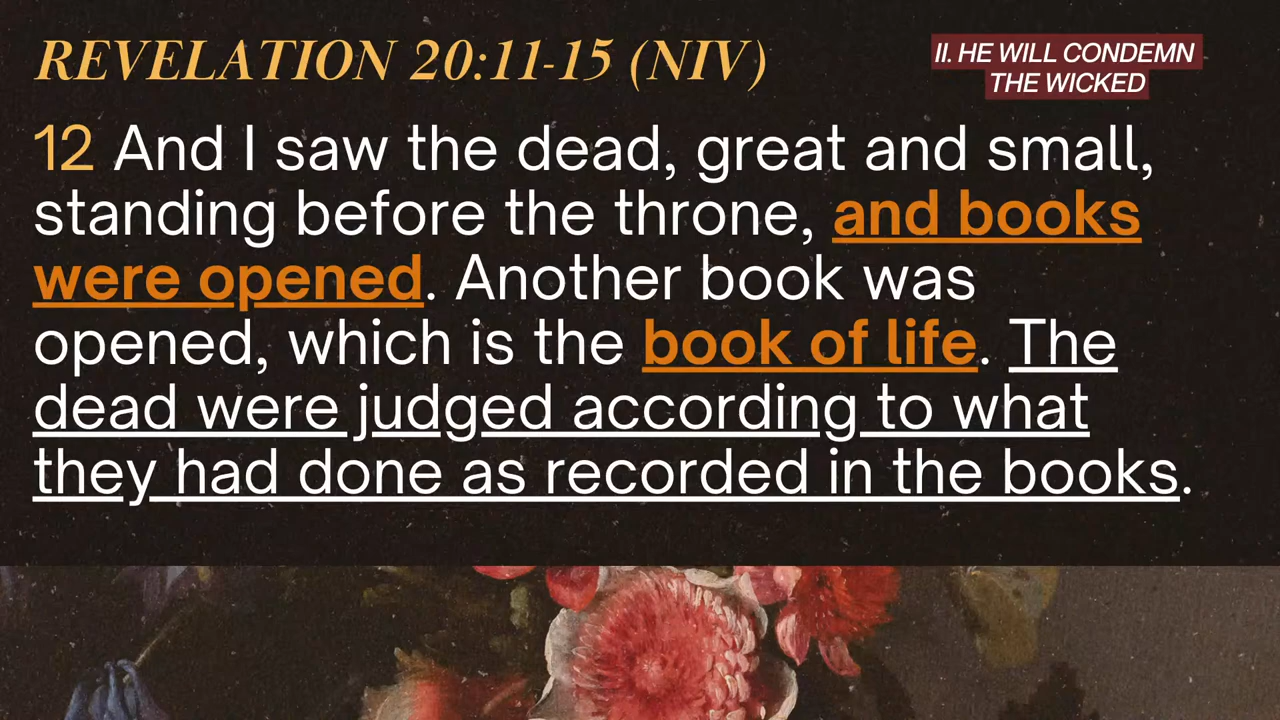 REVELATION 20:11-15 (NIV)
II. HE WILL CONDEMN
THE WICKED
12 And I saw the dead, great and small,
standing before the throne, and books
were opened. Another book was
opened, which is the book of life. The
dead were judged according to what
they had done as recorded in the books.